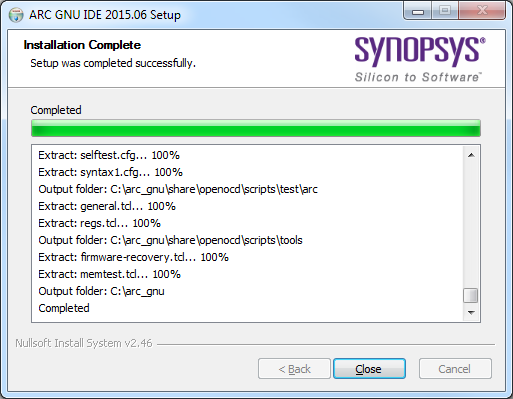 ARC GNU IDE 2015.06 Setup
Installation Complete
Setup was completed successfully.
SYNOPSYS®
Silicon to Software™
Completed
Extract: selftest.cfg... 100%
Extract: syntax1.cfg... 100%
Output folder: C:\arc_gnu\share\openocd\scripts\test\arc
Extract: general.tcl... 100%
Extract: regs.tcl... 100%
Output folder: C:\arc_gnu\share\openocd\scripts\tools
Extract: firmware-recovery.tcl... 100%
Extract: memtest.tcl... 100%
Output folder: C:\arc_gnu
Completed
Nullsoft Install System v2.46
< Back
Close
Cancel